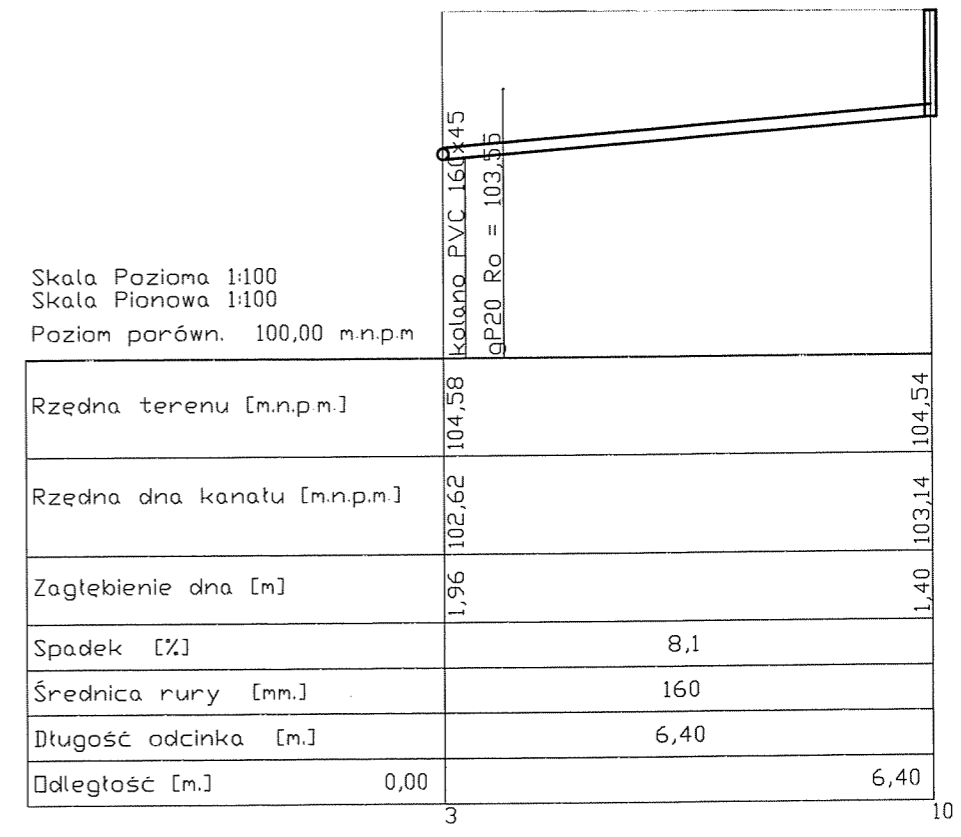 kolano PVC 160x45
gP20 Ro = 103,55
Skala Pozioma 1:100
Skala Pionowa 1:100
Poziom porówn. 100,00 m.n.p.m
Rzędna terenu [m.n.p.m.] 104,58 104,54
Rzędna dna kanału [m.n.p.m.] 102,62 103,14
Zagłębienie dna [m] 1,96 1,40
Spadek [%] 8,1
Średnica rury [mm.] 160
Długość odcinka [m.] 6,40
Odległość [m.] 0,00 6,40
3 10